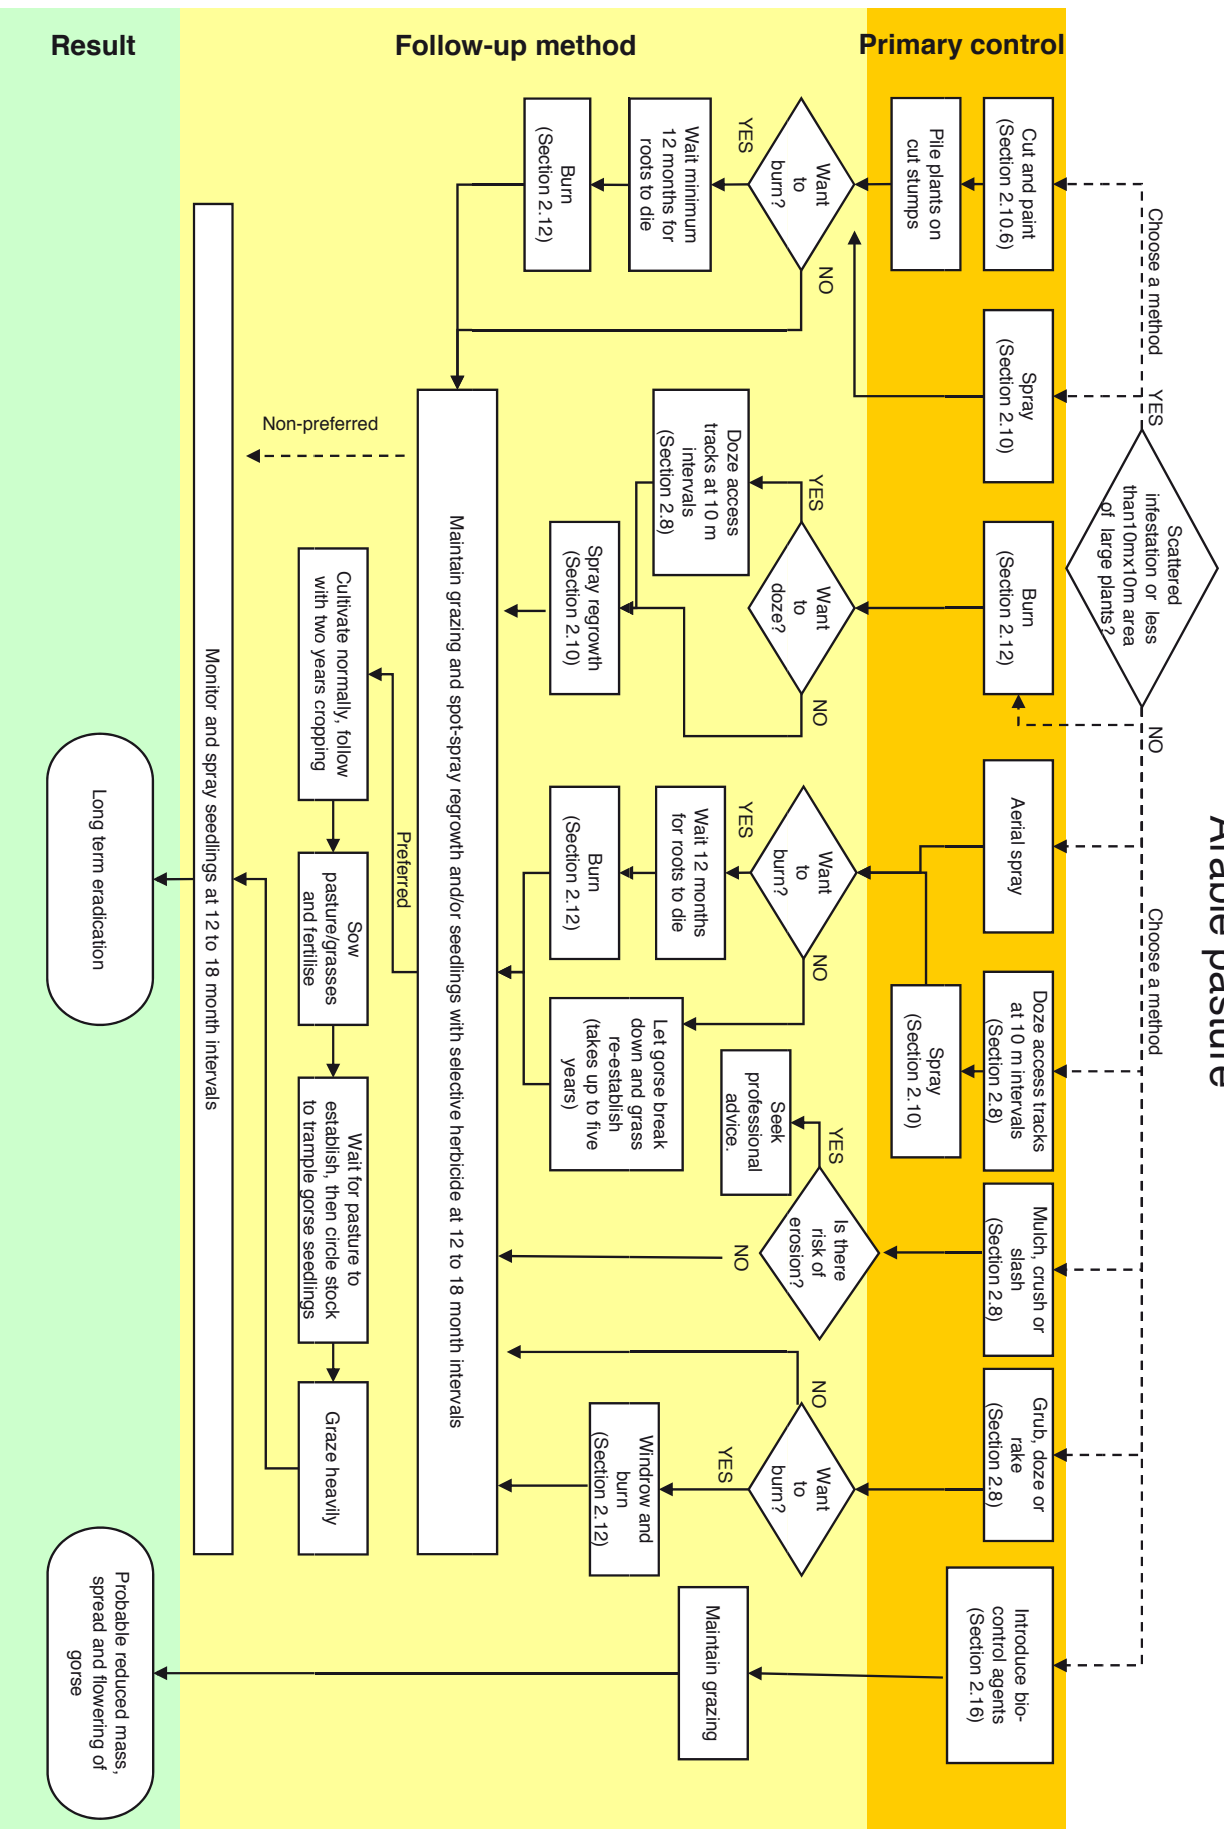 Arable pasture
Scattered
infestation or less
than10mx10m area
of large plants?
YES
NO
Choose a method
Choose a method
Primary control
Cut and paint
(Section 2.10.6)
Pile plants on
cut stumps
Spray
(Section 2.10)
Burn
(Section 2.12)
Aerial spray
Doze access tracks
at 10 m intervals
(Section 2.8)
Spray
(Section 2.10)
Mulch, crush or
slash
(Section 2.8)
Grub, doze or
rake
(Section 2.8)
Introduce bio-
control agents
(Section 2.16)
Follow-up method
Want
to
burn?
YES
NO
Wait minimum
12 months for
roots to die
Burn
(Section 2.12)
Want
to
doze?
YES
NO
Doze access
tracks at 10 m
intervals
(Section 2.8)
Spray regrowth
(Section 2.10)
Want
to
burn?
YES
NO
Wait 12 months
for roots to die
Burn
(Section 2.12)
Let gorse break
down and grass
re-establish
(takes up to five
years)
Is there
risk of
erosion?
YES
NO
Seek
professional
advice.
Want
to
burn?
NO
YES
Windrow and
burn
(Section 2.12)
Maintain grazing
Maintain grazing and spot-spray regrowth and/or seedlings with selective herbicide at 12 to 18 month intervals
Non-preferred
Preferred
Cultivate normally, follow
with two years cropping
Sow
pasture/grasses
and fertilise
Wait for pasture to
establish, then circle stock
to trample gorse seedlings
Graze heavily
Monitor and spray seedlings at 12 to 18 month intervals
Result
Long term eradication
Probable reduced mass,
spread and flowering of
gorse